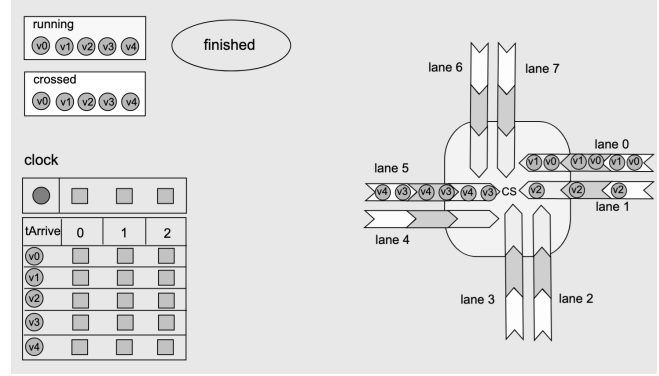 running
v0 v1 v2 v3 v4
finished
crossed
v0 v1 v2 v3 v4
lane 6
lane 7
lane 0
v1 v0 v1 v0 v1 v0
clock
lane 5
v4 v3 v4 v3 v4 v3 CS v2 v2 v2
lane 1
lane 4
tArrive 0 1 2
v0
v1
v2
v3
v4
lane 3
lane 2